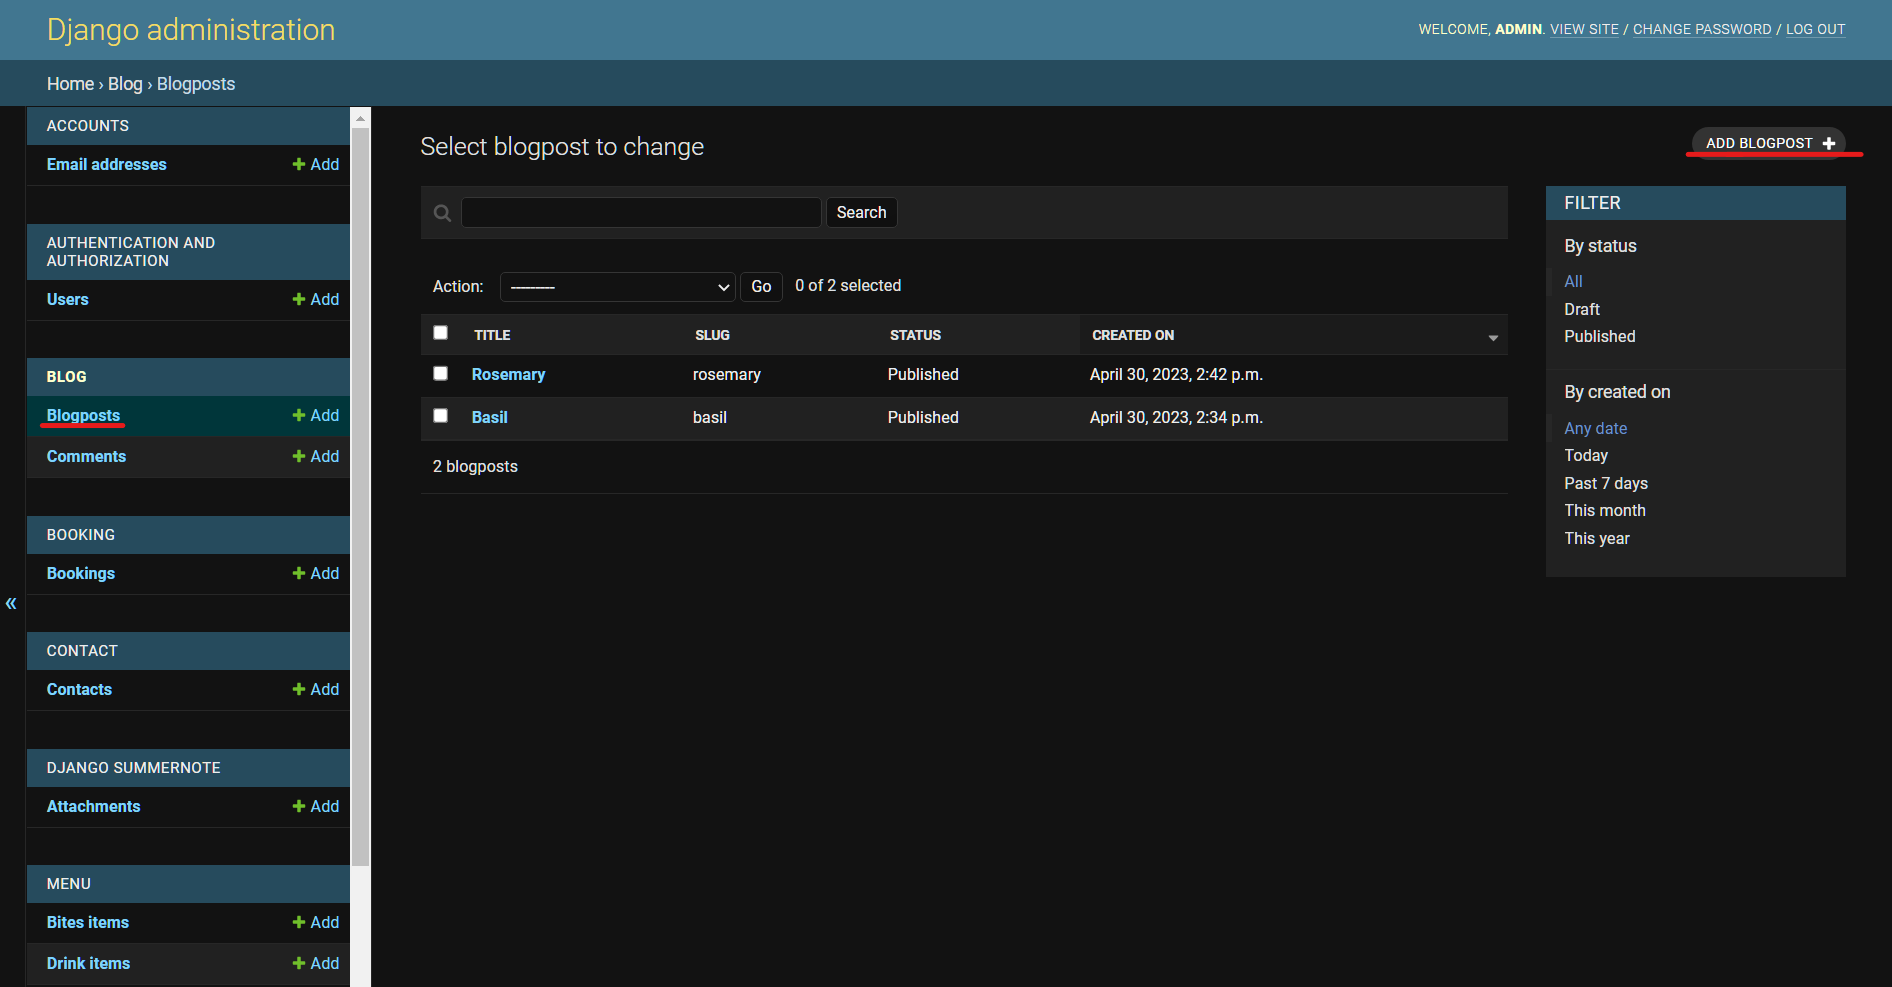 Django administration
WELCOME, ADMIN. VIEW SITE / CHANGE PASSWORD / LOG OUT
Home › Blog › Blogposts
ACCOUNTS
Email addresses
Add
AUTHENTICATION AND
AUTHORIZATION
Users
Add
BLOG
Blogposts
Add
Comments
Add
BOOKING
Bookings
Add
CONTACT
Contacts
Add
DJANGO SUMMERNOTE
Attachments
Add
MENU
Bites items
Add
Drink items
Add
«
Select blogpost to change
ADD BLOGPOST
Search
Action: --------- Go 0 of 2 selected
TITLE SLUG STATUS CREATED ON
Rosemary rosemary Published April 30, 2023, 2:42 p.m.
Basil basil Published April 30, 2023, 2:34 p.m.
2 blogposts
FILTER
By status
All
Draft
Published
By created on
Any date
Today
Past 7 days
This month
This year